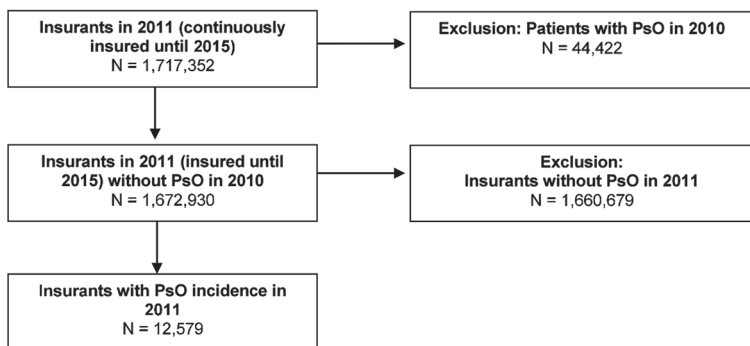 Insurants in 2011 (continuously
insured until 2015)
N = 1,717,352
Exclusion: Patients with PsO in 2010
N = 44,422
Insurants in 2011 (insured until
2015) without PsO in 2010
N = 1,672,930
Exclusion:
Insurants without PsO in 2011
N = 1,660,679
Insurants with PsO incidence in
2011
N = 12,579